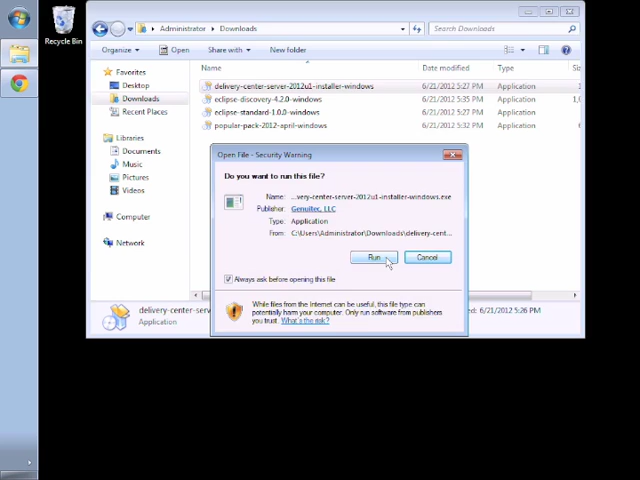 Recycle Bin
Administrator ▸ Downloads
Search Downloads
Organize Open Share with New folder
Favorites
Desktop
Downloads
Recent Places
Libraries
Documents
Music
Pictures
Videos
Computer
Network
Name Date modified Type
delivery-center-server-2012u1-installer-windows 6/21/2012 5:27 PM Application
eclipse-discovery-4.2.0-windows 6/21/2012 5:27 PM Application
eclipse-standard-1.0.0-windows 6/21/2012 5:32 PM Application
popular-pack-2012-april-windows 6/21/2012 5:32 PM Application
Open File - Security Warning
Do you want to run this file?
Name: ...very-center-server-2012u1-installer-windows.exe
Publisher: Genuitec, LLC
Type: Application
From: C:\Users\Administrator\Downloads\delivery-cent...
Run Cancel
Always ask before opening this file
While files from the Internet can be useful, this file type can
potentially harm your computer. Only run software from publishers
you trust. What's the risk?
delivery-center-serv
Application
6/21/2012 5:26 PM